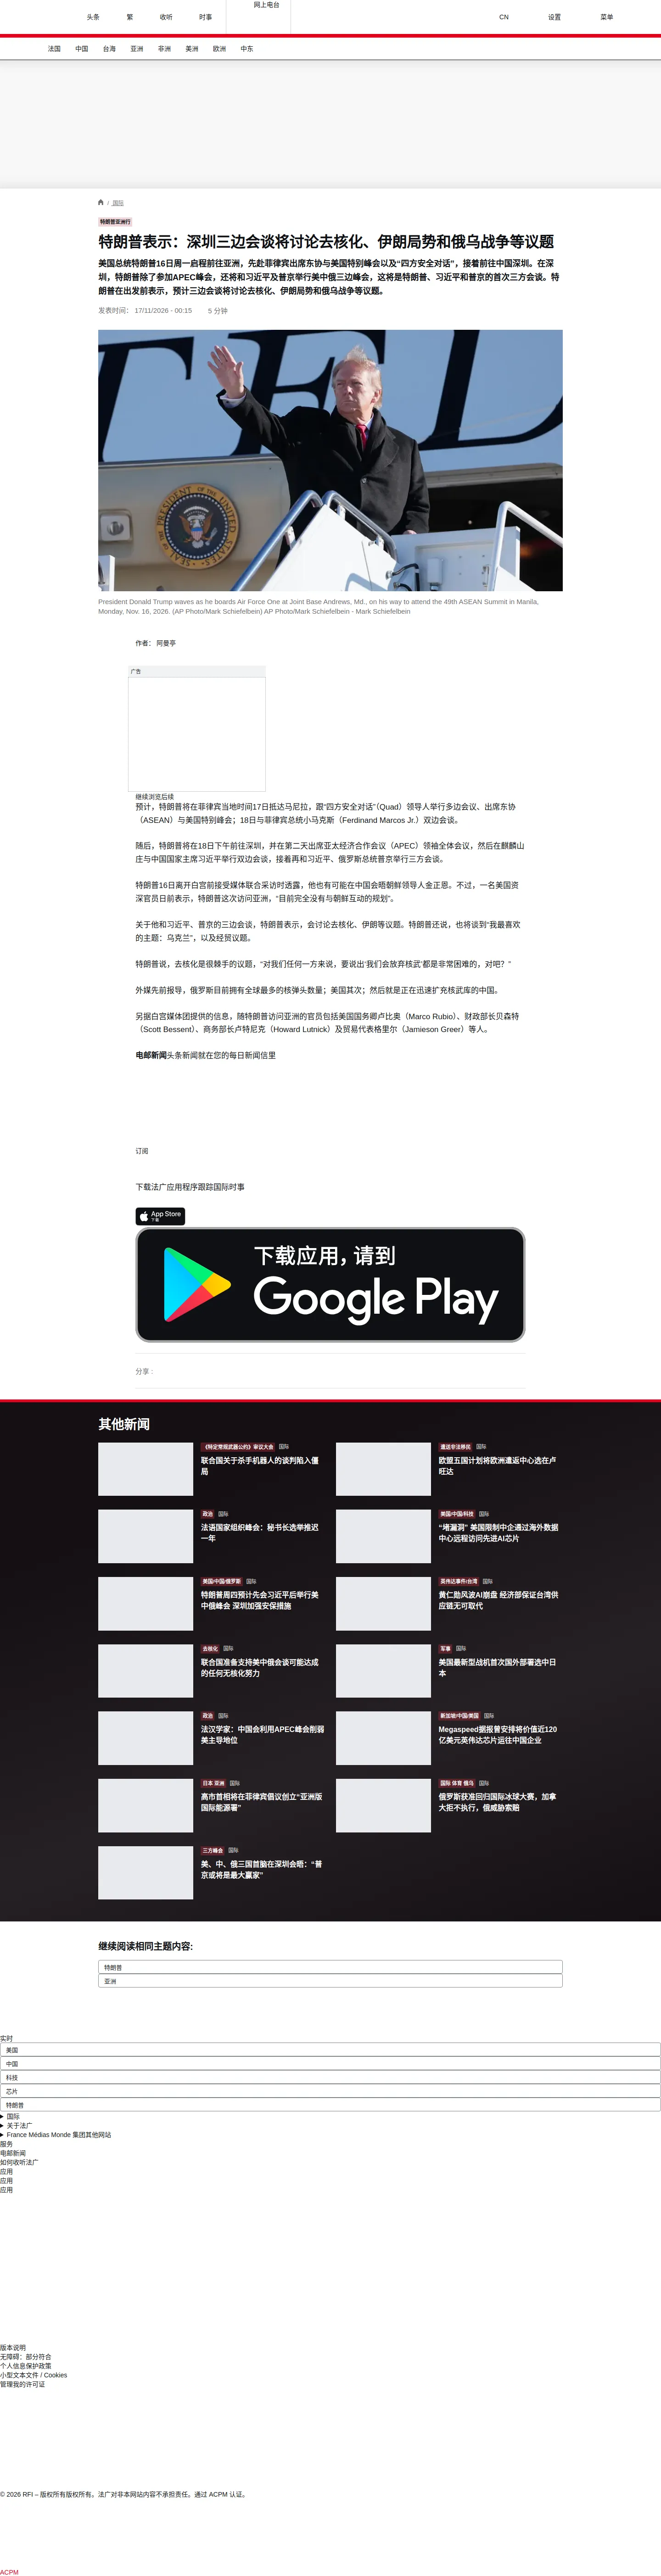 头条
繁
收听
时事
网上电台
CN
设置
菜单
法国
中国
台海
亚洲
非洲
美洲
欧洲
中东
/ 国际
特朗普亚洲行
特朗普表示：深圳三边会谈将讨论去核化、伊朗局势和俄乌战争等议题
美国总统特朗普16日周一启程前往亚洲，先赴菲律宾出席东协与美国特别峰会以及“四方安全对话”，接着前往中国深圳。在深
圳，特朗普除了参加APEC峰会，还将和习近平及普京举行美中俄三边峰会，这将是特朗普、习近平和普京的首次三方会谈。特
朗普在出发前表示，预计三边会谈将讨论去核化、伊朗局势和俄乌战争等议题。
发表时间： 17/11/2026 - 00:15
5 分钟
President Donald Trump waves as he boards Air Force One at Joint Base Andrews, Md., on his way to attend the 49th ASEAN Summit in Manila,
Monday, Nov. 16, 2026. (AP Photo/Mark Schiefelbein) AP Photo/Mark Schiefelbein - Mark Schiefelbein
作者： 阿曼亭
广告
继续浏览后续
预计，特朗普将在菲律宾当地时间17日抵达马尼拉，跟“四方安全对话”（Quad）领导人举行多边会议、出席东协
（ASEAN）与美国特别峰会；18日与菲律宾总统小马克斯（Ferdinand Marcos Jr.）双边会谈。
随后，特朗普将在18日下午前往深圳，并在第二天出席亚太经济合作会议（APEC）领袖全体会议，然后在麒麟山
庄与中国国家主席习近平举行双边会谈，接着再和习近平、俄罗斯总统普京举行三方会谈。
特朗普16日离开白宫前接受媒体联合采访时透露，他也有可能在中国会晤朝鲜领导人金正恩。不过，一名美国资
深官员日前表示，特朗普这次访问亚洲，“目前完全没有与朝鲜互动的规划”。
关于他和习近平、普京的三边会谈，特朗普表示，会讨论去核化、伊朗等议题。特朗普还说，也将谈到“我最喜欢
的主题：乌克兰”，以及经贸议题。
特朗普说，去核化是很棘手的议题，“对我们任何一方来说，要说出‘我们会放弃核武’都是非常困难的，对吧？”
外媒先前报导，俄罗斯目前拥有全球最多的核弹头数量；美国其次；然后就是正在迅速扩充核武库的中国。
另据白宫媒体团提供的信息，随特朗普访问亚洲的官员包括美国国务卿卢比奥（Marco Rubio）、财政部长贝森特
（Scott Bessent）、商务部长卢特尼克（Howard Lutnick）及贸易代表格里尔（Jamieson Greer）等人。
电邮新闻头条新闻就在您的每日新闻信里
订阅
下载法广应用程序跟踪国际时事
App Store
下载
下载应用，请到
Google Play
分享 :
其他新闻
《特定常规武器公约》审议大会 国际
联合国关于杀手机器人的谈判陷入僵
局
遣送非法移民 国际
欧盟五国计划将欧洲遣返中心选在卢
旺达
政治 国际
法语国家组织峰会：秘书长选举推迟
一年
美国/中国/科技 国际
“堵漏洞” 美国限制中企通过海外数据
中心远程访问先进AI芯片
美国/中国/俄罗斯 国际
特朗普周四预计先会习近平后举行美
中俄峰会 深圳加强安保措施
英伟达事件/台湾 国际
黄仁勋风波AI崩盘 经济部保证台湾供
应链无可取代
去核化 国际
联合国准备支持美中俄会谈可能达成
的任何无核化努力
军事 国际
美国最新型战机首次国外部署选中日
本
政治 国际
法汉学家：中国会利用APEC峰会削弱
美主导地位
新加坡/中国/美国 国际
Megaspeed据报曾安排将价值近120
亿美元英伟达芯片运往中国企业
日本 亚洲 国际
高市首相将在菲律宾倡议创立“亚洲版
国际能源署”
国际 体育 俄乌 国际
俄罗斯获准回归国际冰球大赛，加拿
大拒不执行，俄威胁索赔
三方峰会 国际
美、中、俄三国首脑在深圳会晤：“普
京或将是最大赢家”
继续阅读相同主题内容:
特朗普
亚洲
实时
美国
中国
科技
芯片
特朗普
国际
关于法广
France Médias Monde 集团其他网站
服务
电邮新闻
如何收听法广
应用
应用
应用
版本说明
无障碍：部分符合
个人信息保护政策
小型文本文件 / Cookies
管理我的许可证
© 2026 RFI – 版权所有版权所有。法广对非本网站内容不承担责任。通过 ACPM 认证。
ACPM